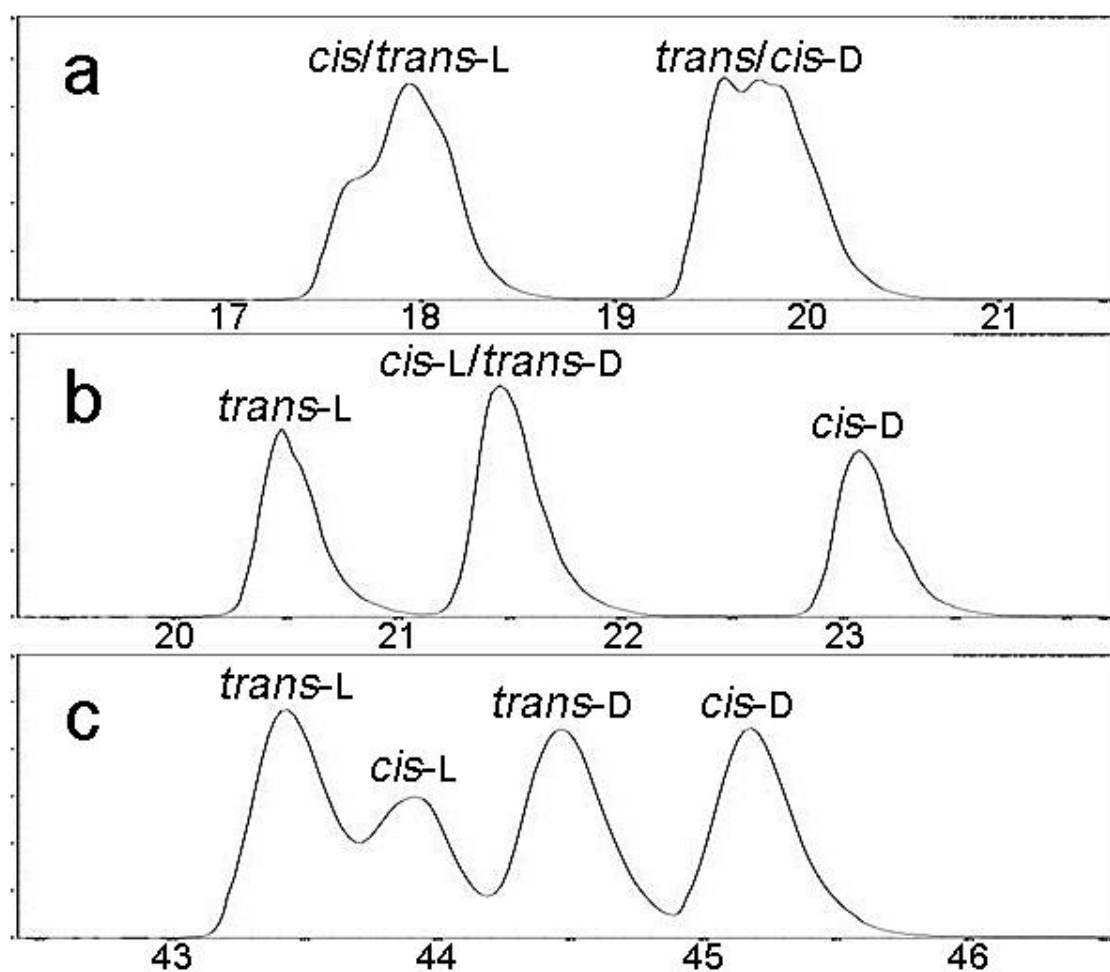 a
cis/trans-L trans/cis-D
17 18 19 20 21
b
cis-L/trans-D
trans-L
cis-D
20 21 22 23
c
trans-L trans-D cis-D
cis-L
43 44 45 46